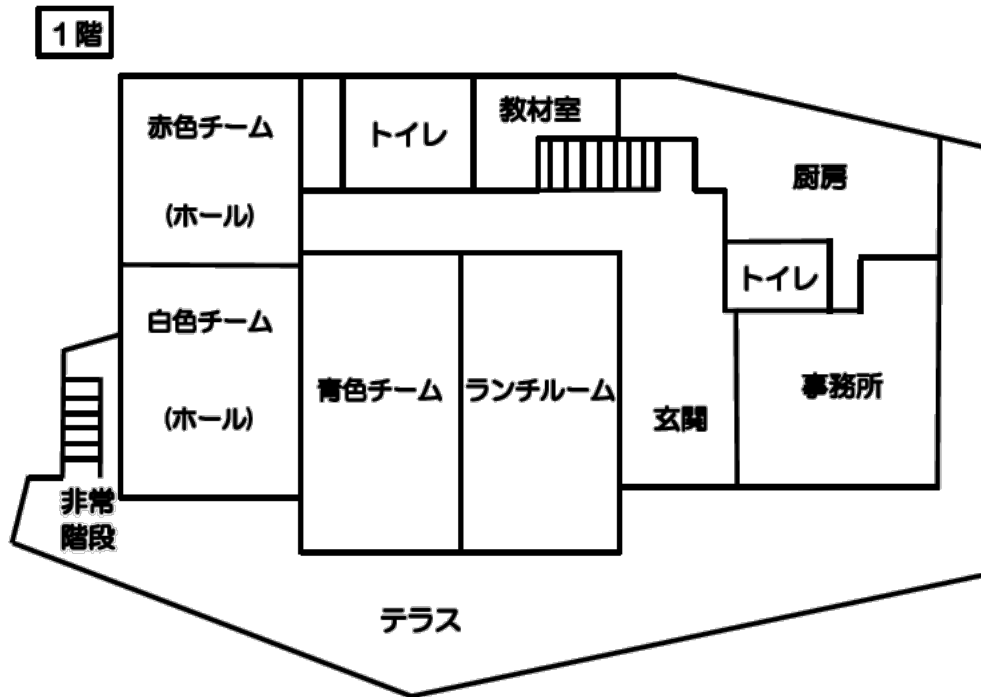 1階
赤色チーム
(ホール)
トイレ
教材室
厨房
トイレ
白色チーム
(ホール)
青色チーム
ランチルーム
玄関
事務所
非常
階段
テラス